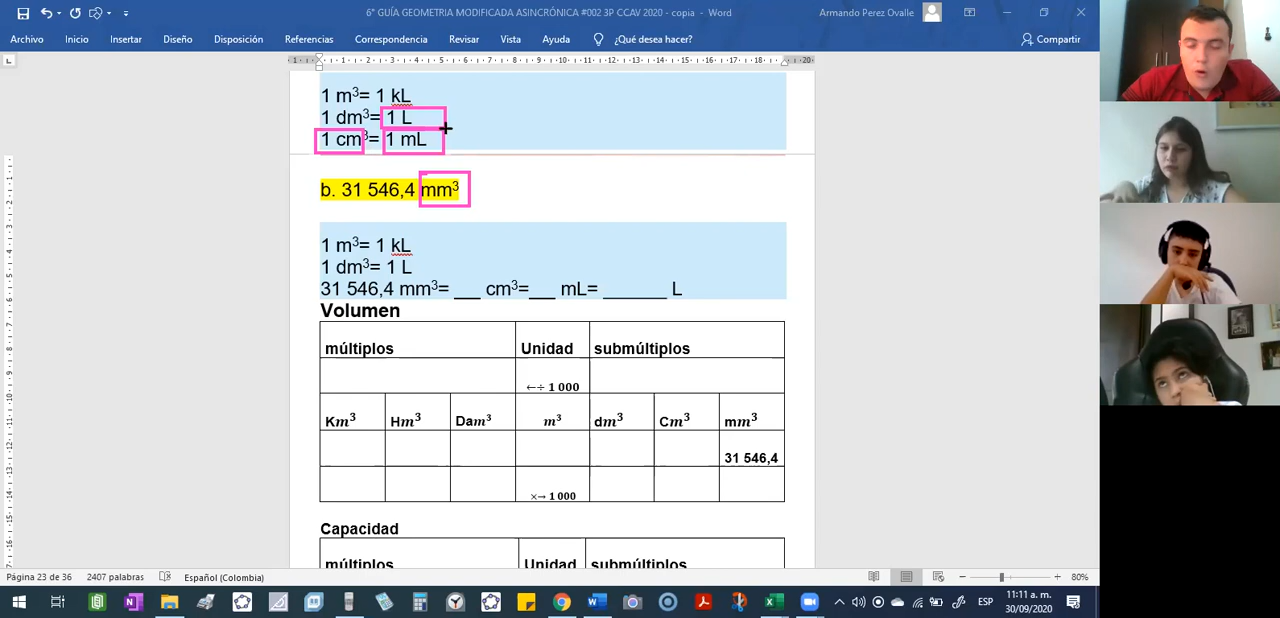 6° GUÍA GEOMETRIA MODIFICADA ASINCRÓNICA #002 3P CCAV 2020 - copia - Word
Armando Perez Ovalle
Archivo Inicio Insertar Diseño Disposición Referencias Correspondencia Revisar Vista Ayuda ¿Qué desea hacer? Compartir
1 m³= 1 kL
1 dm³= 1 L
1 cm³= 1 mL
b. 31 546,4 mm³
1 m³= 1 kL
1 dm³= 1 L
31 546,4 mm³= ___ cm³=___ mL= _______ L
Volumen
múltiplos Unidad submúltiplos
←÷ 1 000
Km³ Hm³ Dam³ m³ dm³ Cm³ mm³
31 546,4
×→ 1 000
Capacidad
múltiplos Unidad submúltiplos
Página 23 de 36 2407 palabras Español (Colombia) 80%
ESP
11:11 a. m.
30/09/2020